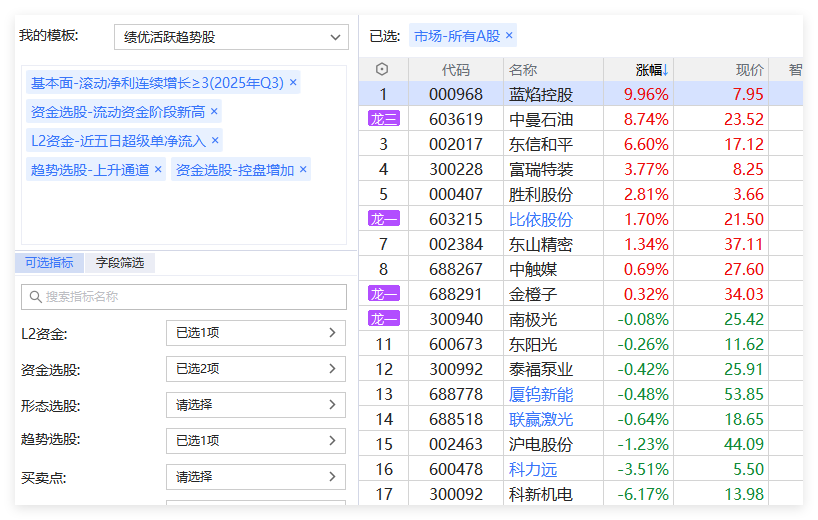 我的模板: 绩优活跃趋势股
基本面-滚动净利连续增长≥3(2025年Q3) ×
资金选股-流动资金阶段新高 ×
L2资金-近五日超级单净流入 ×
趋势选股-上升通道 × 资金选股-控盘增加 ×
可选指标 字段筛选
搜索指标名称
L2资金: 已选1项
资金选股: 已选2项
形态选股: 请选择
趋势选股: 已选1项
买卖点: 请选择
已选: 市场-所有A股 ×
代码 名称 涨幅↓ 现价 智
1 000968 蓝焰控股 9.96% 7.95
龙三 603619 中曼石油 8.74% 23.52
3 002017 东信和平 6.60% 17.12
4 300228 富瑞特装 3.77% 8.25
5 000407 胜利股份 2.81% 3.66
龙一 603215 比依股份 1.70% 21.50
7 002384 东山精密 1.34% 37.11
8 688267 中触媒 0.69% 27.60
龙一 688291 金橙子 0.32% 34.03
龙一 300940 南极光 -0.08% 25.42
11 600673 东阳光 -0.26% 11.62
12 300992 泰福泵业 -0.42% 25.91
13 688778 厦钨新能 -0.48% 53.85
14 688518 联赢激光 -0.64% 18.65
15 002463 沪电股份 -1.23% 44.09
16 600478 科力远 -3.51% 5.50
17 300092 科新机电 -6.17% 13.98